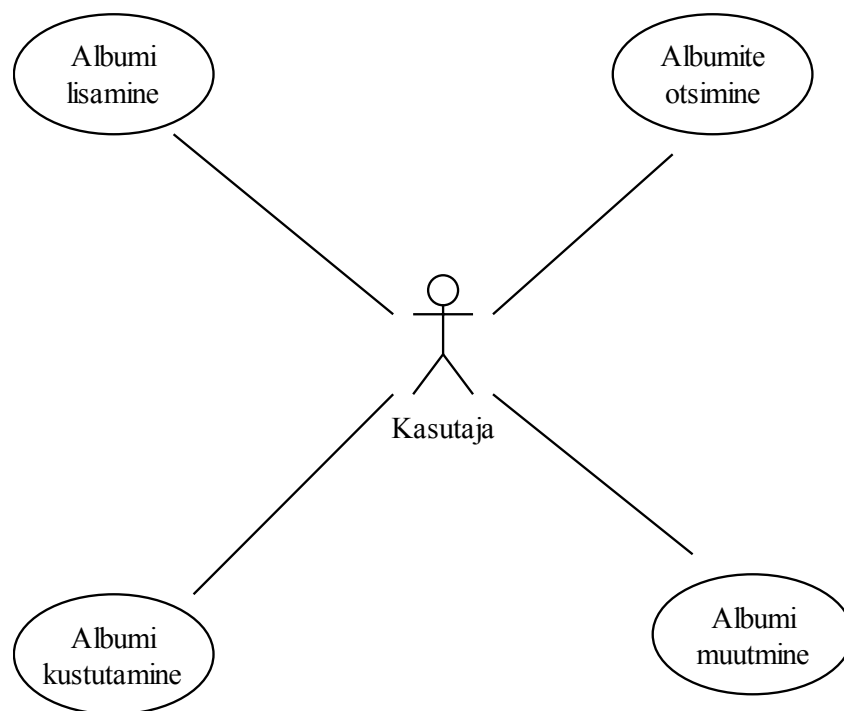 Albumi
lisamine
Albumite
otsimine
Kasutaja
Albumi
kustutamine
Albumi
muutmine